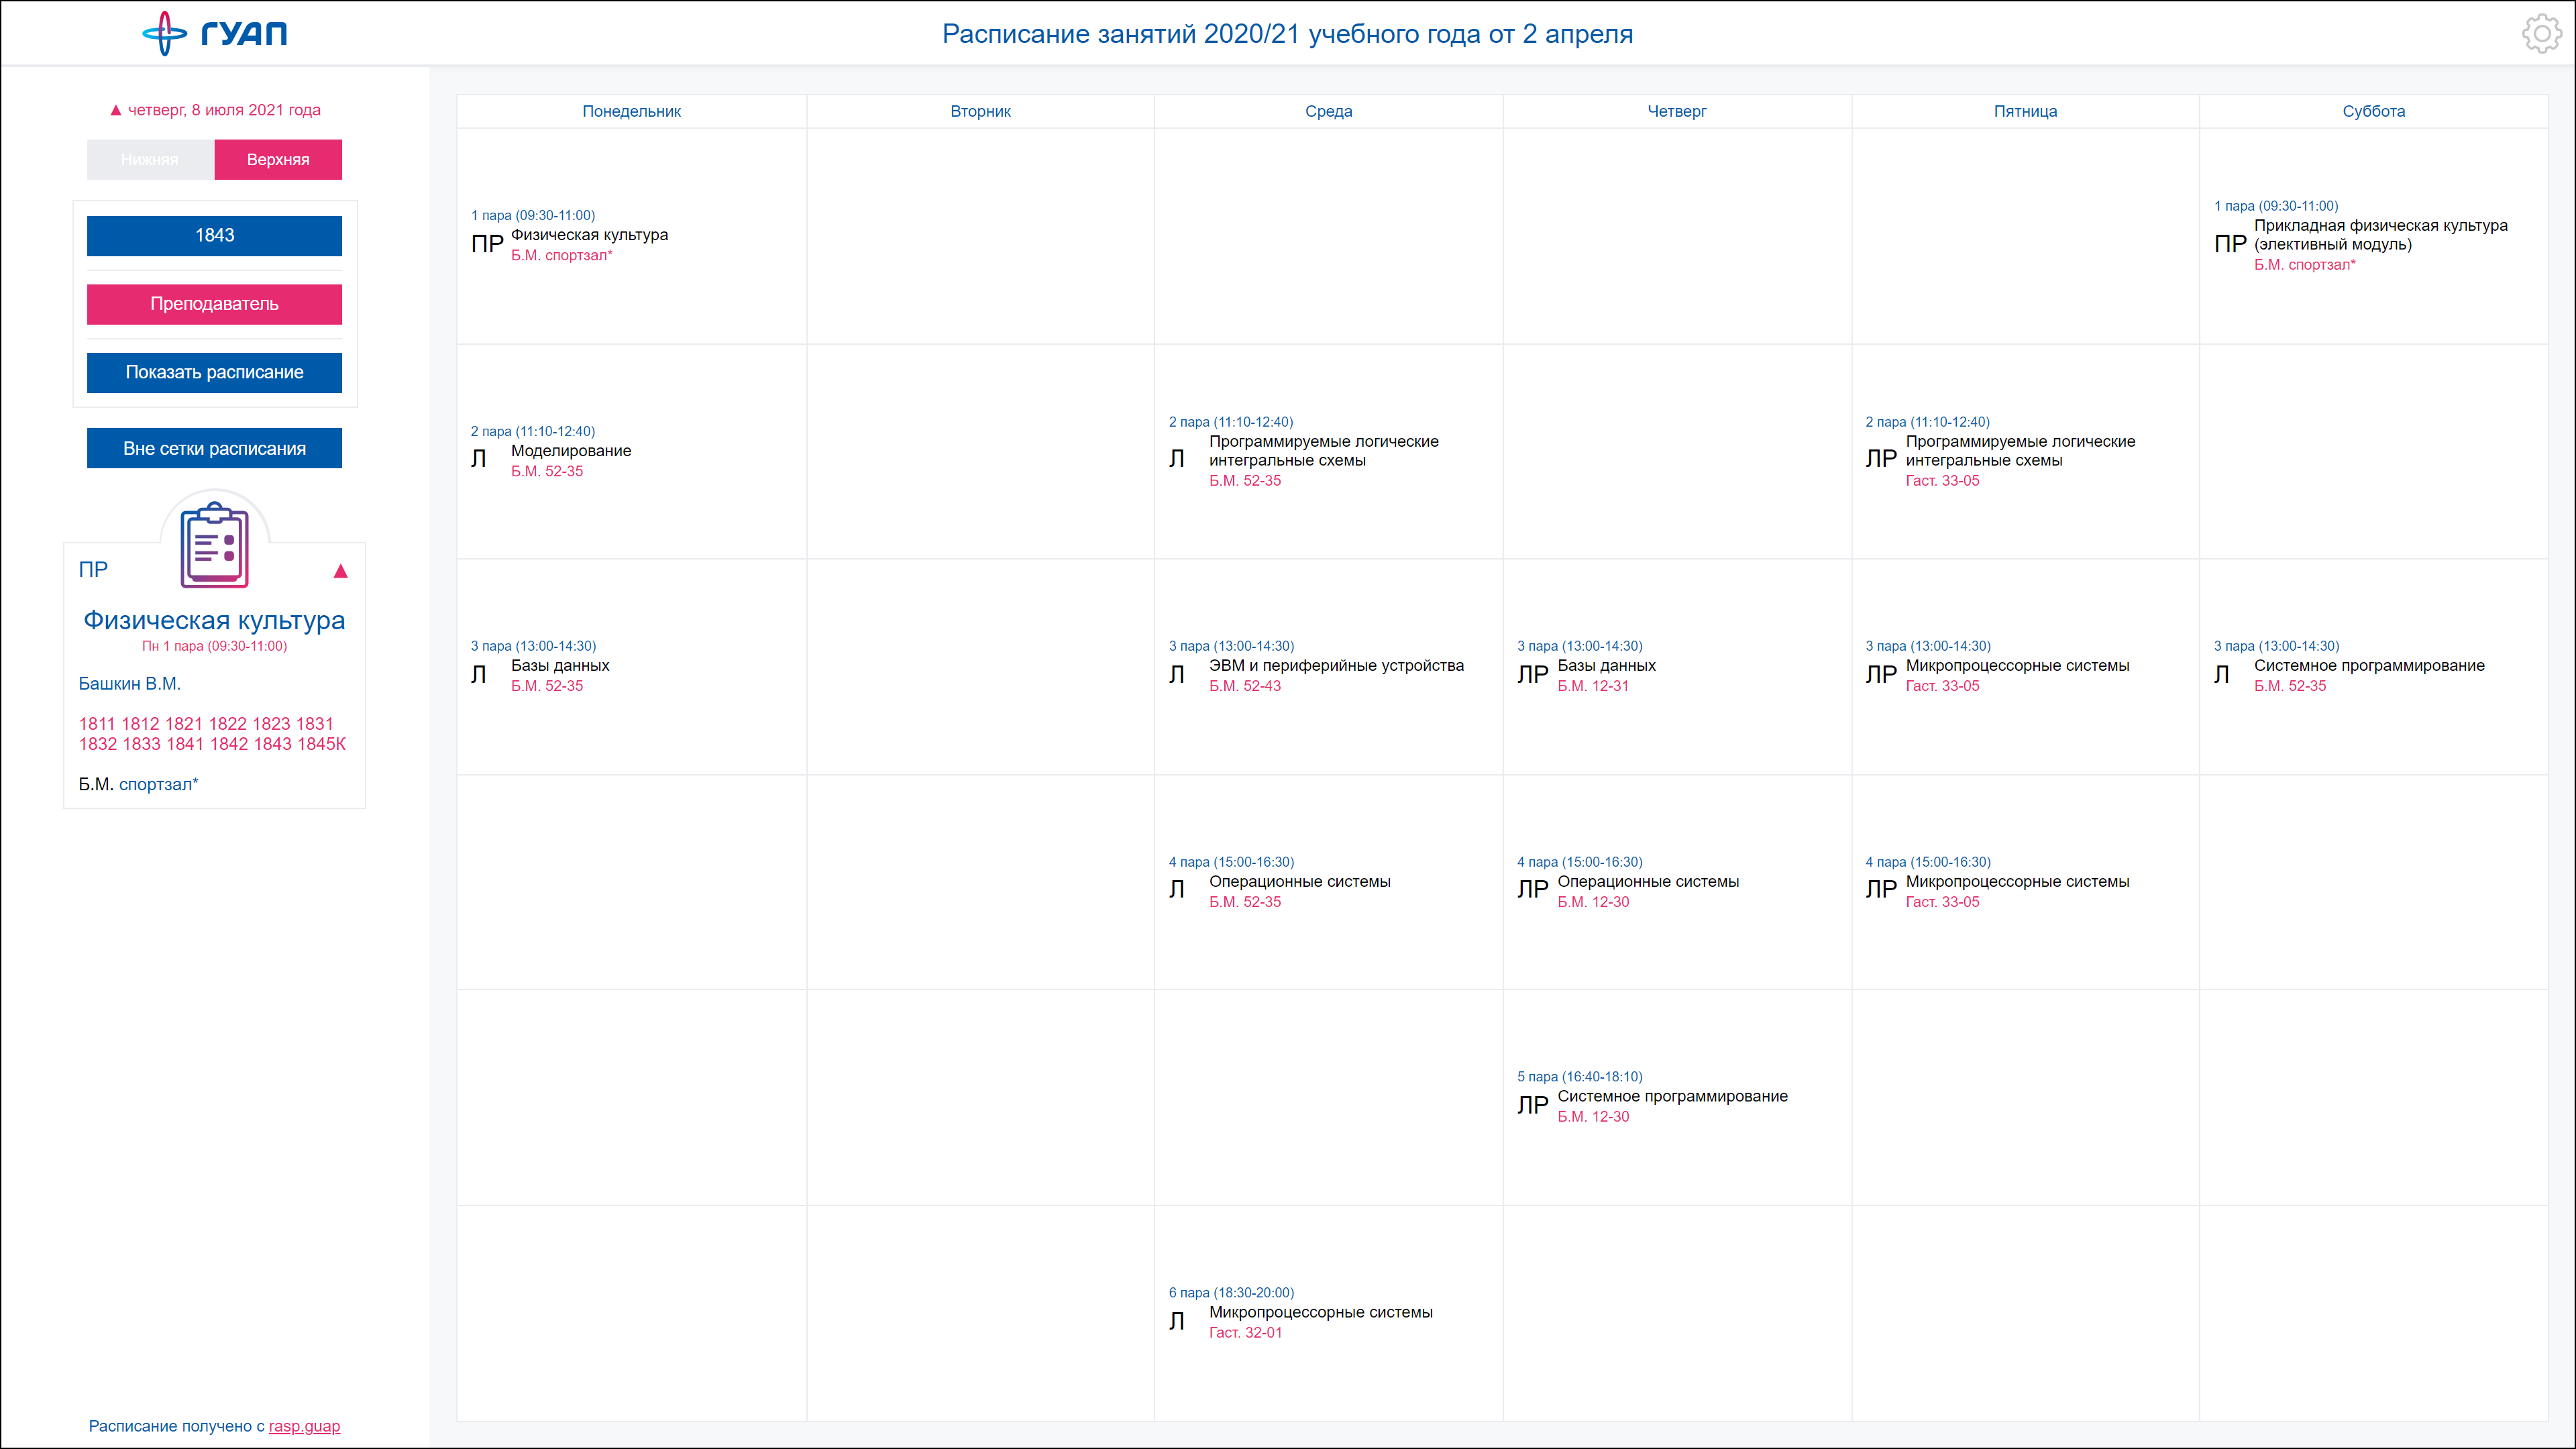 ГУАП
Расписание занятий 2020/21 учебного года от 2 апреля
▲ четверг, 8 июля 2021 года
Нижняя
Верхняя
1843
Преподаватель
Показать расписание
Вне сетки расписания
ПР
▲
Физическая культура
Пн 1 пара (09:30-11:00)
Башкин В.М.
1811 1812 1821 1822 1823 1831
1832 1833 1841 1842 1843 1845К
Б.М. спортзал*
Расписание получено с rasp.guap
Понедельник
Вторник
Среда
Четверг
Пятница
Суббота
1 пара (09:30-11:00)
ПР
Физическая культура
Б.М. спортзал*
1 пара (09:30-11:00)
ПР
Прикладная физическая культура
(элективный модуль)
Б.М. спортзал*
2 пара (11:10-12:40)
Л
Моделирование
Б.М. 52-35
2 пара (11:10-12:40)
Л
Программируемые логические
интегральные схемы
Б.М. 52-35
2 пара (11:10-12:40)
ЛР
Программируемые логические
интегральные схемы
Гаст. 33-05
3 пара (13:00-14:30)
Л
Базы данных
Б.М. 52-35
3 пара (13:00-14:30)
Л
ЭВМ и периферийные устройства
Б.М. 52-43
3 пара (13:00-14:30)
ЛР
Базы данных
Б.М. 12-31
3 пара (13:00-14:30)
ЛР
Микропроцессорные системы
Гаст. 33-05
3 пара (13:00-14:30)
Л
Системное программирование
Б.М. 52-35
4 пара (15:00-16:30)
Л
Операционные системы
Б.М. 52-35
4 пара (15:00-16:30)
ЛР
Операционные системы
Б.М. 12-30
4 пара (15:00-16:30)
ЛР
Микропроцессорные системы
Гаст. 33-05
5 пара (16:40-18:10)
ЛР
Системное программирование
Б.М. 12-30
6 пара (18:30-20:00)
Л
Микропроцессорные системы
Гаст. 32-01